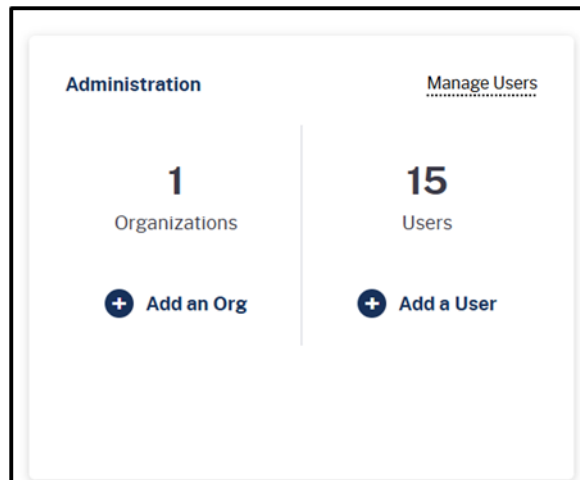 Administration
Manage Users
1
Organizations
Add an Org
15
Users
Add a User